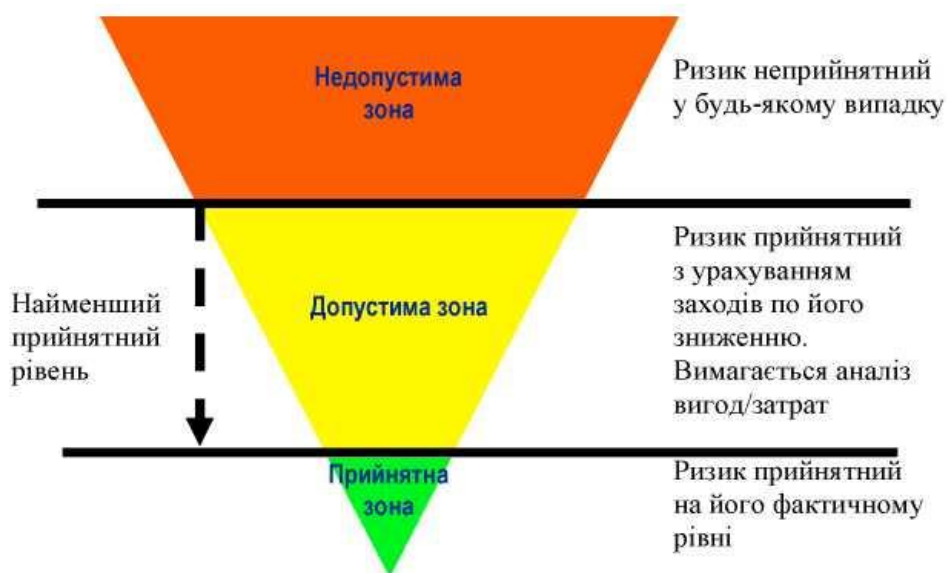 Недопустима
зона
Ризик неприйнятний
у будь-якому випадку
Найменший
прийнятний
рівень
Допустима зона
Ризик прийнятний
з урахуванням
заходів по його
зниженню.
Вимагається аналіз
вигод/затрат
Прийнятна
зона
Ризик прийнятний
на його фактичному
рівні